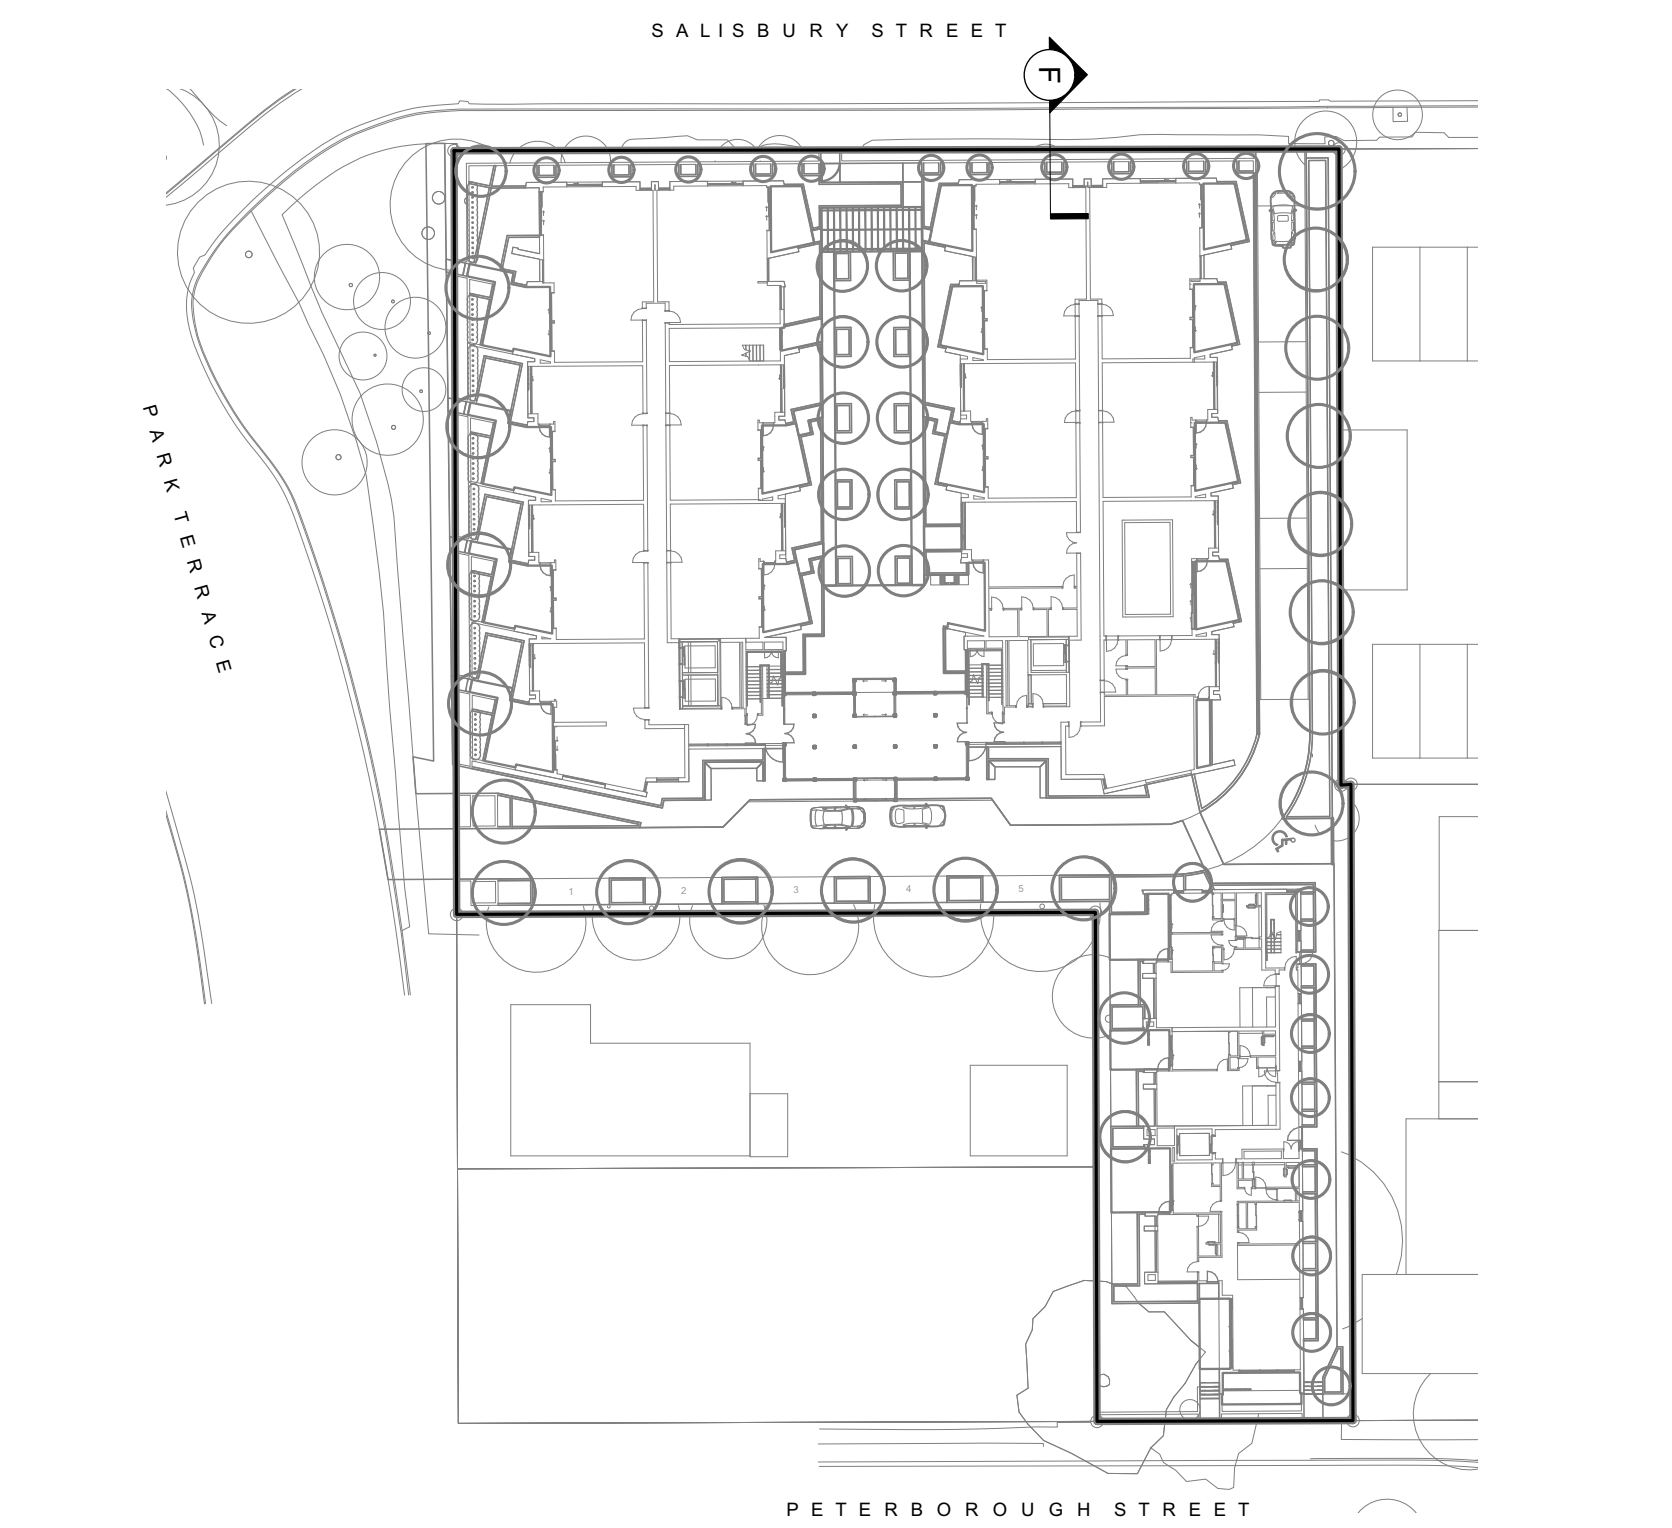 SALISBURY STREET
F
PARK TERRACE
1 2 3 4 5
PETERBOROUGH STREET